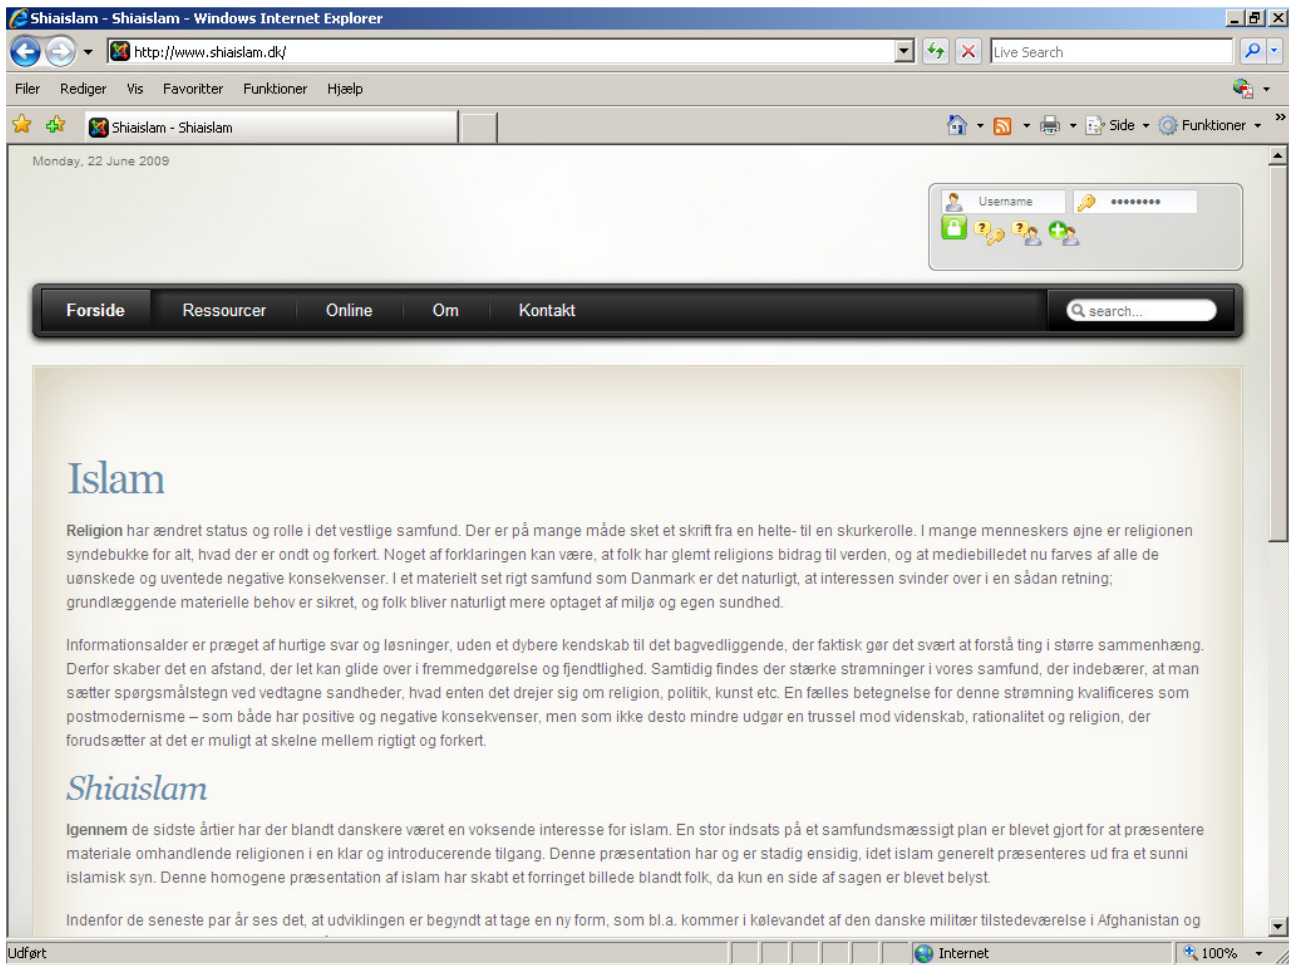 Shiaislam - Shiaislam - Windows Internet Explorer
http://www.shiaislam.dk/
Live Search
Filer Rediger Vis Favoritter Funktioner Hjælp
Shiaislam - Shiaislam
Side Funktioner »
Monday, 22 June 2009
Username ••••••••
Forside Ressourcer Online Om Kontakt search...
Islam
Religion har ændret status og rolle i det vestlige samfund. Der er på mange måde sket et skrift fra en helte- til en skurkerolle. I mange menneskers øjne er religionen
syndebukke for alt, hvad der er ondt og forkert. Noget af forklaringen kan være, at folk har glemt religions bidrag til verden, og at mediebilledet nu farves af alle de
uønskede og uventede negative konsekvenser. I et materielt set rigt samfund som Danmark er det naturligt, at interessen svinder over i en sådan retning;
grundlæggende materielle behov er sikret, og folk bliver naturligt mere optaget af miljø og egen sundhed.
Informationsalder er præget af hurtige svar og løsninger, uden et dybere kendskab til det bagvedliggende, der faktisk gør det svært at forstå ting i større sammenhæng.
Derfor skaber det en afstand, der let kan glide over i fremmedgørelse og fjendtlighed. Samtidig findes der stærke strømninger i vores samfund, der indebærer, at man
sætter spørgsmålstegn ved vedtagne sandheder, hvad enten det drejer sig om religion, politik, kunst etc. En fælles betegnelse for denne strømning kvalificeres som
postmodernisme – som både har positive og negative konsekvenser, men som ikke desto mindre udgør en trussel mod videnskab, rationalitet og religion, der
forudsætter at det er muligt at skelne mellem rigtigt og forkert.
Shiaislam
Igennem de sidste årtier har der blandt danskere været en voksende interesse for islam. En stor indsats på et samfundsmæssigt plan er blevet gjort for at præsentere
materiale omhandlende religionen i en klar og introducerende tilgang. Denne præsentation har og er stadig ensidig, idet islam generelt præsenteres ud fra et sunni
islamisk syn. Denne homogene præsentation af islam har skabt et forringet billede blandt folk, da kun en side af sagen er blevet belyst.
Indenfor de seneste par år ses det, at udviklingen er begyndt at tage en ny form, som bl.a. kommer i kølevandet af den danske militær tilstedeværelse i Afghanistan og
Udført Internet 100%